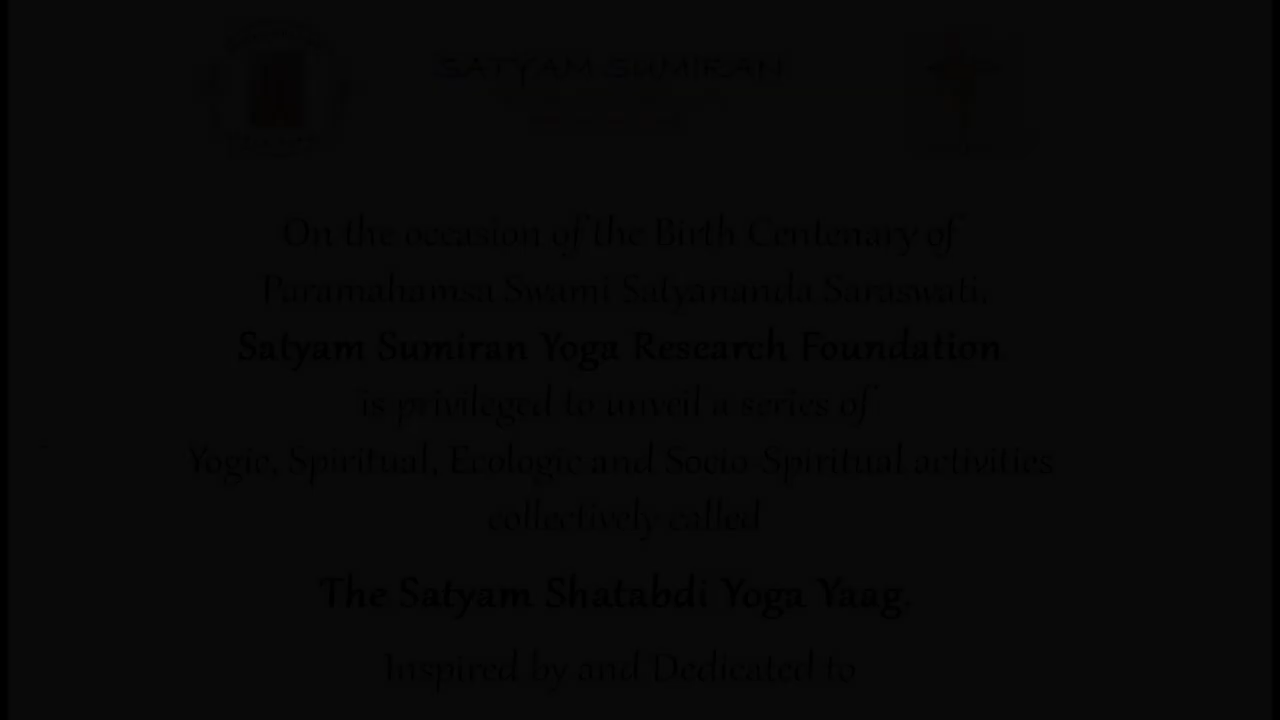 SATYAM SUMIRAN
On the occasion of the Birth Centenary of
Paramahamsa Swami Satyananda Saraswati,
Satyam Sumiran Yoga Research Foundation
is privileged to unveil a series of
Yogic, Spiritual, Ecologic and Socio-Spiritual activities
collectively called
The Satyam Shatabdi Yoga Yaag.
Inspired by and Dedicated to